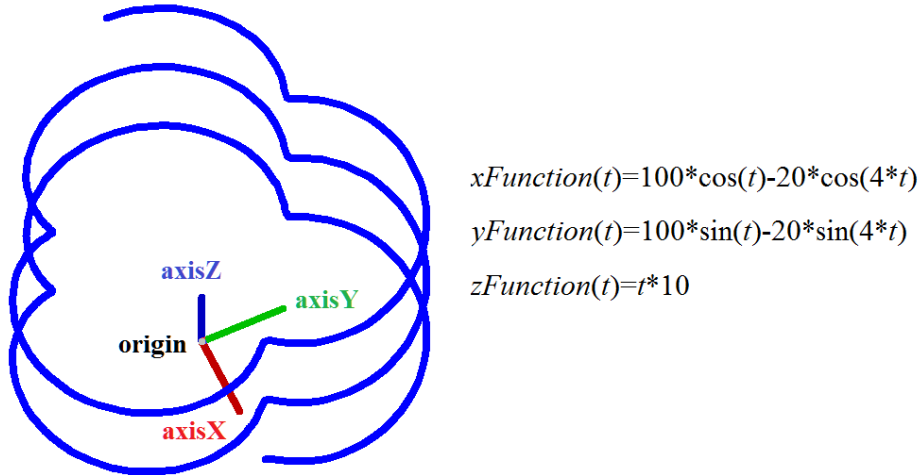 xFunction(t)=100*cos(t)-20*cos(4*t)
yFunction(t)=100*sin(t)-20*sin(4*t)
axisZ
zFunction(t)=t*10
axisY
origin
axisX